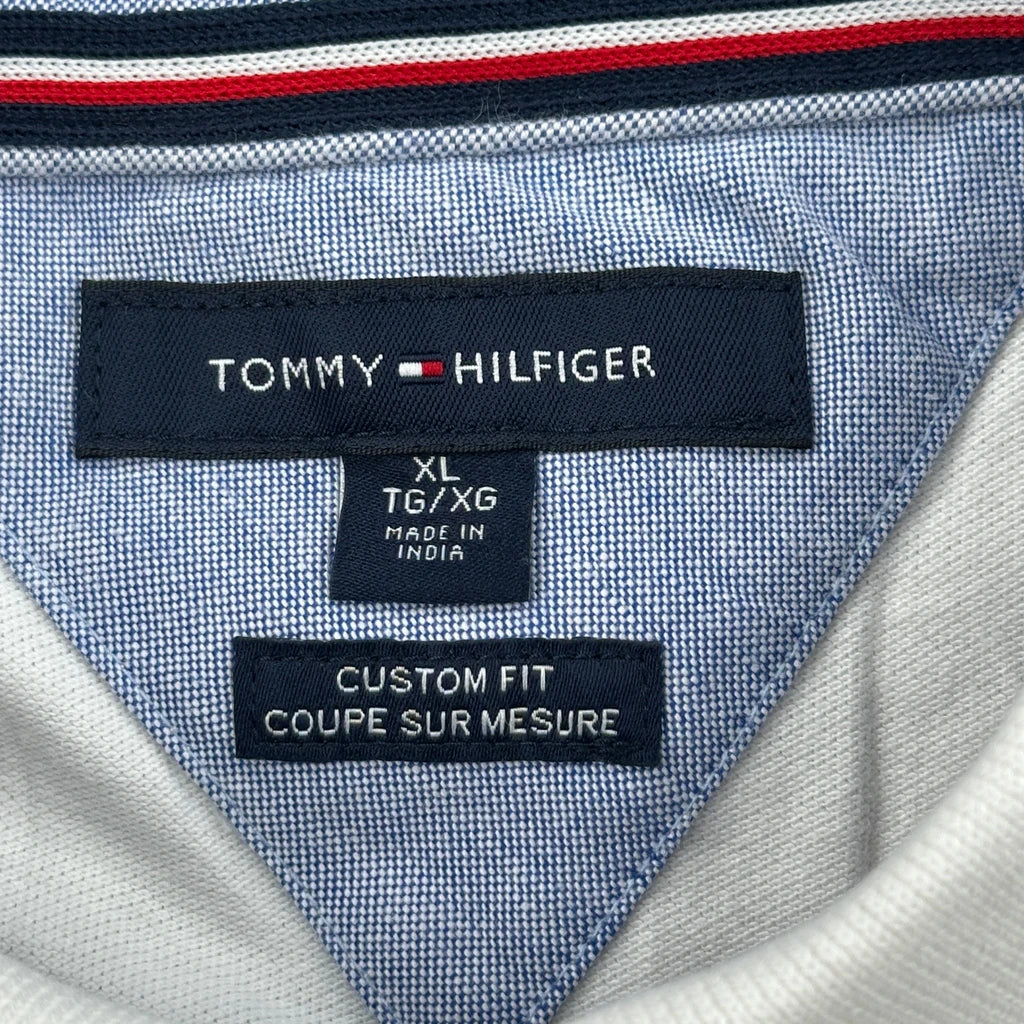 TOMMY HILFIGER
XL
TG/XG
MADE IN
INDIA
CUSTOM FIT
COUPE SUR MESURE